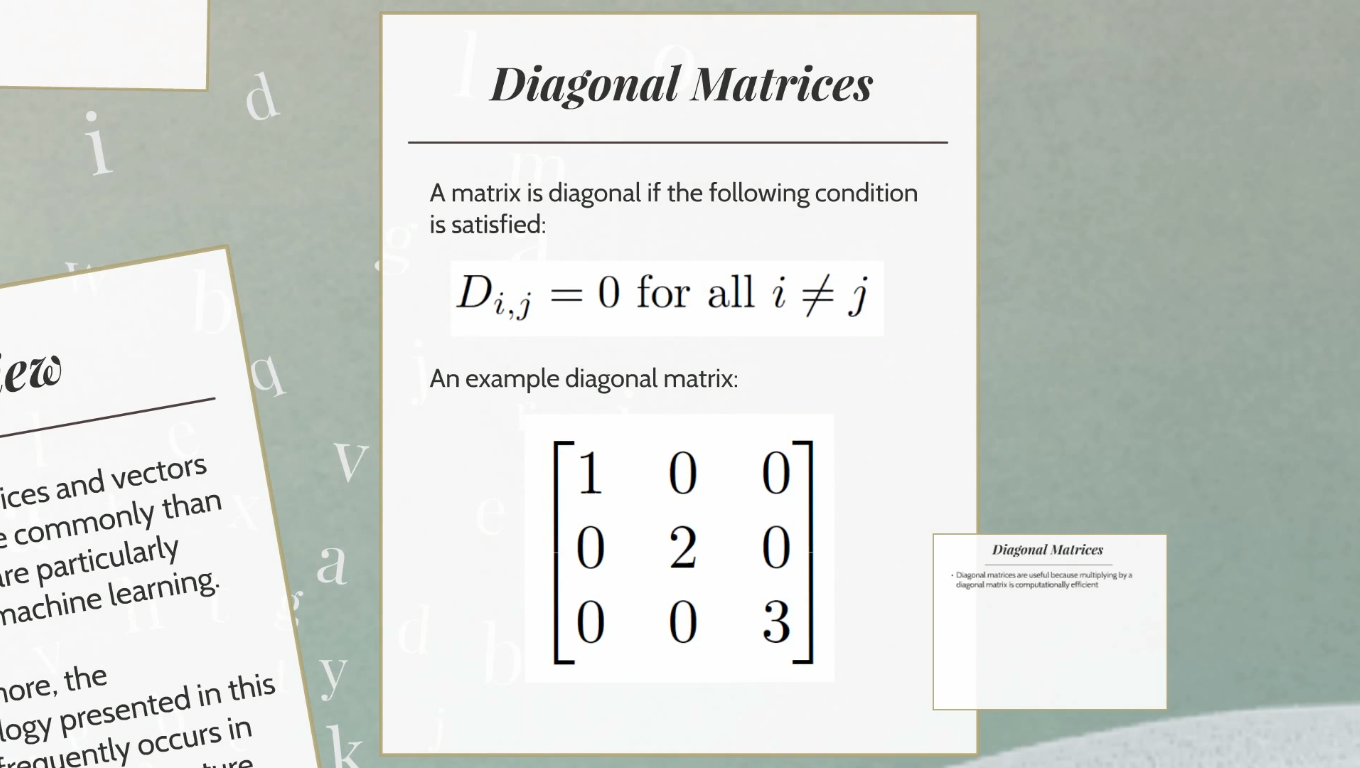 Diagonal Matrices
A matrix is diagonal if the following condition
is satisfied:
D_{i,j} = 0 for all i ≠ j
An example diagonal matrix:
1 0 0
0 2 0
0 0 3
Diagonal Matrices
• Diagonal matrices are useful because multiplying by a
diagonal matrix is computationally efficient
ices and vectors
commonly than
are particularly
machine learning.
, the
logy presented in this
frequently occurs in
i
d
q
v
a
g
y
k